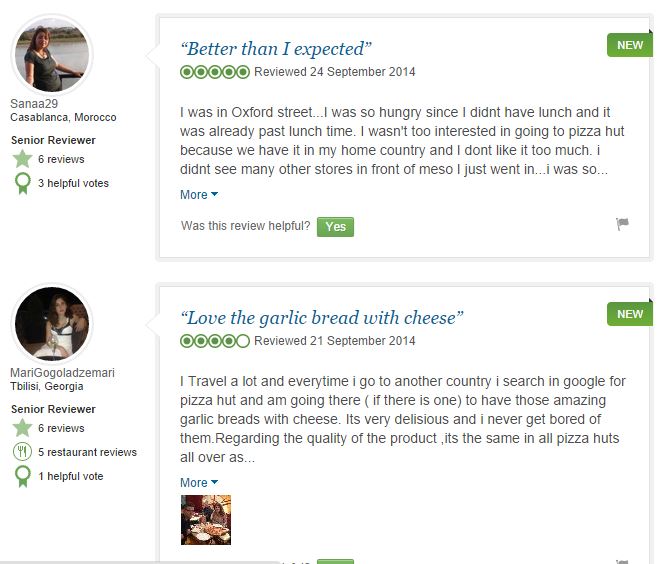 “Better than I expected”
NEW
Reviewed 24 September 2014
Sanaa29
Casablanca, Morocco
Senior Reviewer
6 reviews
3 helpful votes
I was in Oxford street...I was so hungry since I didnt have lunch and it
was already past lunch time. I wasn't too interested in going to pizza hut
because we have it in my home country and I dont like it too much. i
didnt see many other stores in front of meso I just went in...i was so...
More
Was this review helpful? Yes
“Love the garlic bread with cheese”
NEW
Reviewed 21 September 2014
MariGogoladzemari
Tbilisi, Georgia
Senior Reviewer
6 reviews
5 restaurant reviews
1 helpful vote
I Travel a lot and everytime i go to another country i search in google for
pizza hut and am going there ( if there is one) to have those amazing
garlic breads with cheese. Its very delisious and i never get bored of
them.Regarding the quality of the product ,its the same in all pizza huts
all over as...
More